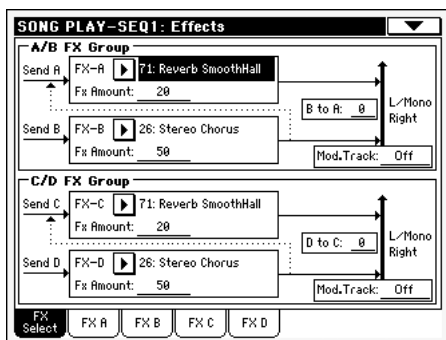 SONG PLAY-SEQ1: Effects
A/B FX Group
Send A FX-A 71: Reverb SmoothHall
Fx Amount: 20
B to A: 0 L/Mono
Right
Send B FX-B 26: Stereo Chorus
Fx Amount: 50
Mod.Track: Off
C/D FX Group
Send C FX-C 71: Reverb SmoothHall
Fx Amount: 20
D to C: 0 L/Mono
Right
Send D FX-D 26: Stereo Chorus
Fx Amount: 50
Mod.Track: Off
FX Select FX A FX B FX C FX D